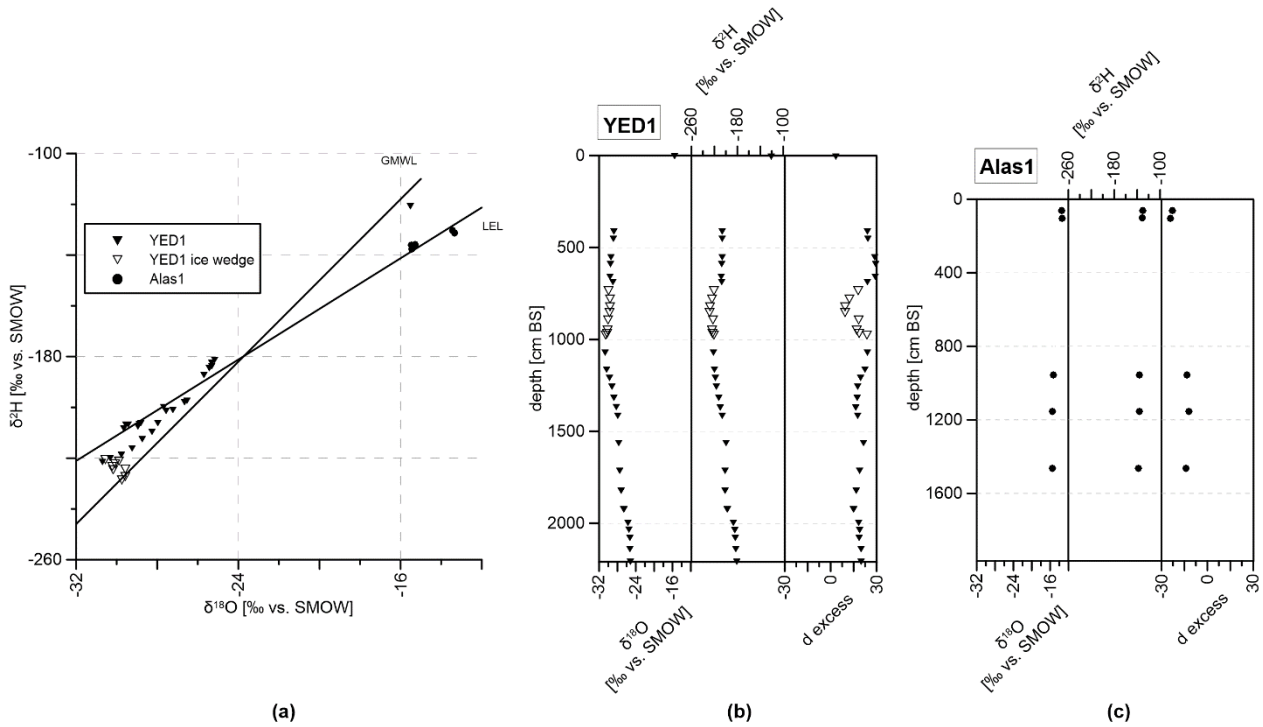 -100
-180
-260
δ²H [‰ vs. SMOW]
-32
-24
-16
δ¹⁸O [‰ vs. SMOW]
GMWL
LEL
YED1
YED1 ice wedge
Alas1
(a)
YED1
δ²H
[‰ vs. SMOW]
-260
-180
-100
0
500
1000
1500
2000
depth [cm BS]
-32
-24
-16
-30
0
30
δ¹⁸O
[‰ vs. SMOW]
d excess
(b)
Alas1
δ²H
[‰ vs. SMOW]
-260
-180
-100
0
400
800
1200
1600
depth [cm BS]
-32
-24
-16
-30
0
30
δ¹⁸O
[‰ vs. SMOW]
d excess
(c)